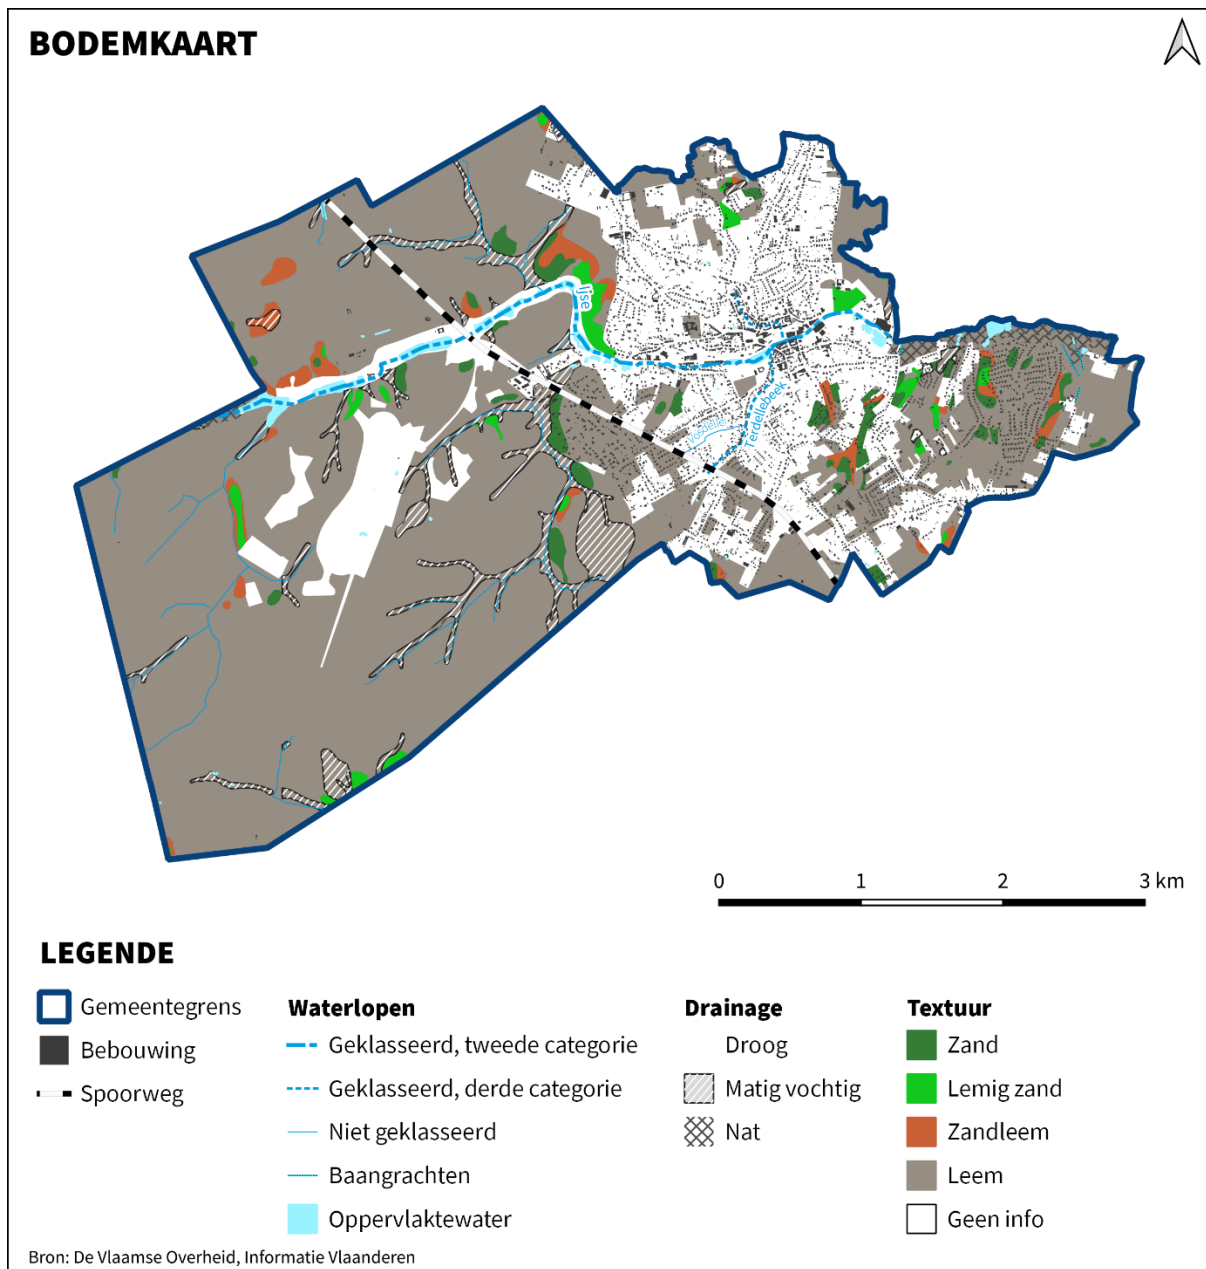 BODEMKAART
Ijse
Terdellebeek
Voerdelle
0 1 2 3 km
LEGENDE
Gemeentegrens
Bebouwing
Spoorweg
Waterlopen
Geklasseerd, tweede categorie
Geklasseerd, derde categorie
Niet geklasseerd
Baangrachten
Oppervlaktewater
Drainage
Droog
Matig vochtig
Nat
Textuur
Zand
Lemig zand
Zandleem
Leem
Geen info
Bron: De Vlaamse Overheid, Informatie Vlaanderen